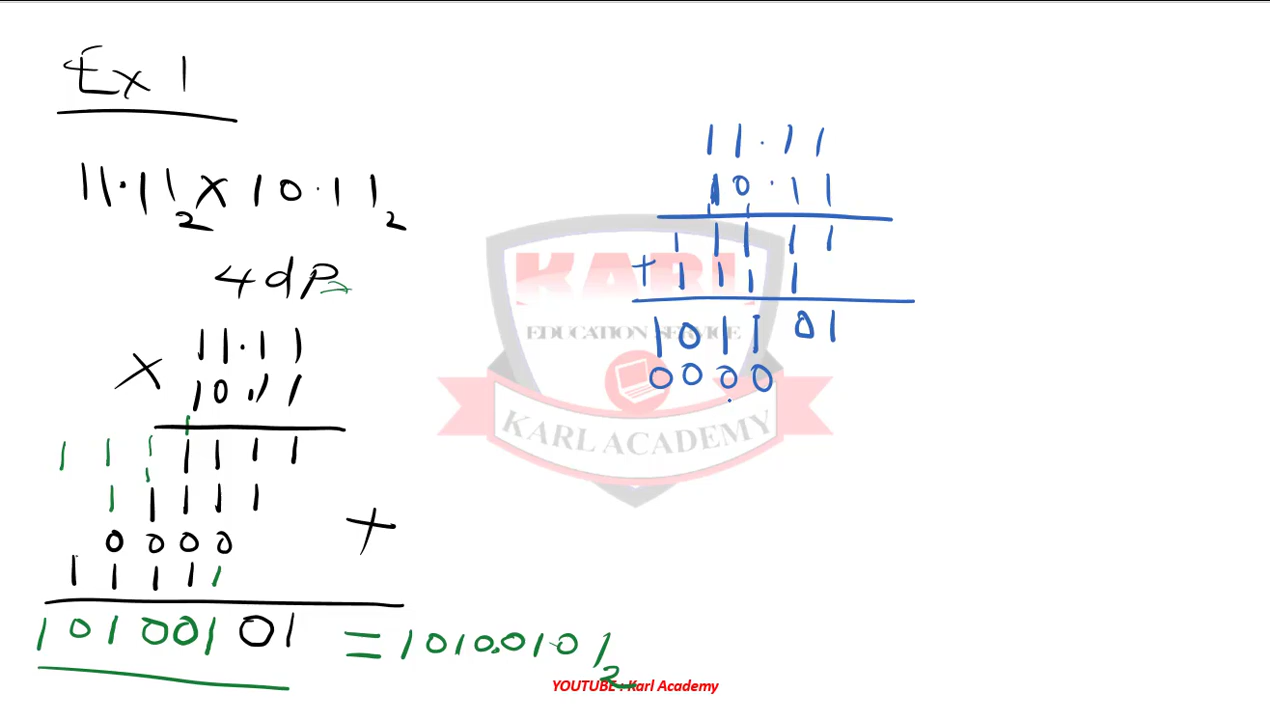 Ex 1
11.11₂ × 10.11₂
4dp
11.11
× 10.11
1 1 1 1 1 1 1
1 1 1 1 1
0 0 0 0 +
1 1 1 1 1
10100101 = 1010.0101₂
11.11
10.11
1 1 1 1 1
+ 1 1 1 1
1 0 1 1 0 1
0 0 0 0
KARL
EDUCATION SERVICE
KARL ACADEMY
YOUTUBE : Karl Academy